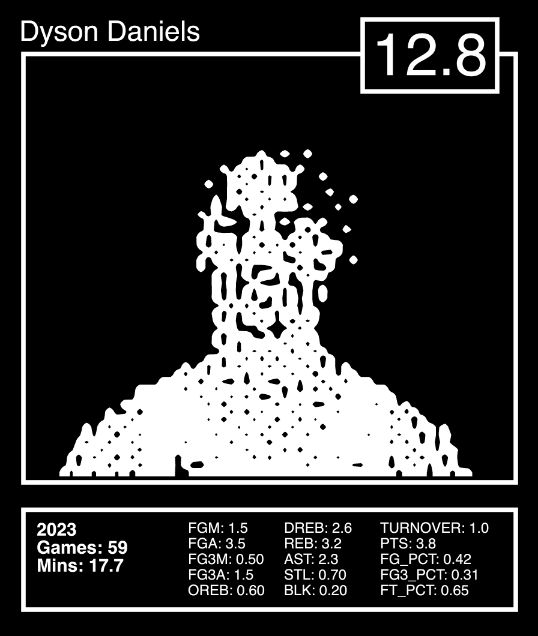 Dyson Daniels
12.8
2023
Games: 59
Mins: 17.7
FGM: 1.5
FGA: 3.5
FG3M: 0.50
FG3A: 1.5
OREB: 0.60
DREB: 2.6
REB: 3.2
AST: 2.3
STL: 0.70
BLK: 0.20
TURNOVER: 1.0
PTS: 3.8
FG_PCT: 0.42
FG3_PCT: 0.31
FT_PCT: 0.65